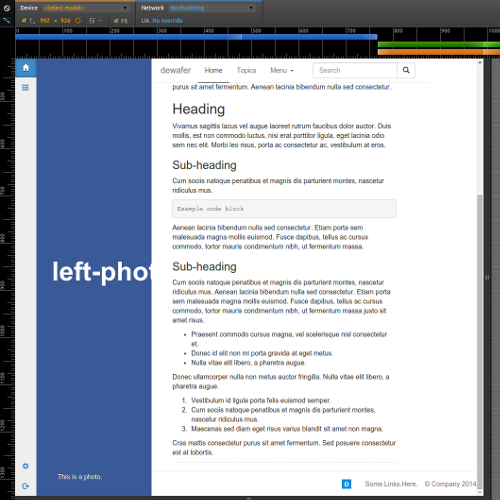 Device <Select model> Network No throttling
992 × 926 Fit UA No override
0 100 200 300 400 500 600 700 800 900 1000
dewafer Home Topics Menu Search
purus sit amet fermentum. Aenean lacinia bibendum nulla sed consectetur.
Heading
Vivamus sagittis lacus vel augue laoreet rutrum faucibus dolor auctor. Duis
mollis, est non commodo luctus, nisi erat porttitor ligula, eget lacinia odio
sem nec elit. Morbi leo risus, porta ac consectetur ac, vestibulum at eros.
Sub-heading
Cum sociis natoque penatibus et magnis dis parturient montes, nascetur
ridiculus mus.
Example code block
Aenean lacinia bibendum nulla sed consectetur. Etiam porta sem
malesuada magna mollis euismod. Fusce dapibus, tellus ac cursus
commodo, tortor mauris condimentum nibh, ut fermentum massa.
left-phot
Sub-heading
Cum sociis natoque penatibus et magnis dis parturient montes, nascetur
ridiculus mus. Aenean lacinia bibendum nulla sed consectetur. Etiam porta
sem malesuada magna mollis euismod. Fusce dapibus, tellus ac cursus
commodo, tortor mauris condimentum nibh, ut fermentum massa justo sit
amet risus.
• Praesent commodo cursus magna, vel scelerisque nisl consectetur
et.
• Donec id elit non mi porta gravida at eget metus.
• Nulla vitae elit libero, a pharetra augue.
Donec ullamcorper nulla non metus auctor fringilla. Nulla vitae elit libero, a
pharetra augue.
1. Vestibulum id ligula porta felis euismod semper.
2. Cum sociis natoque penatibus et magnis dis parturient montes,
nascetur ridiculus mus.
3. Maecenas sed diam eget risus varius blandit sit amet non magna.
Cras mattis consectetur purus sit amet fermentum. Sed posuere consectetur
est at lobortis.
This is a photo.
D Some.Links.Here. © Company 2014